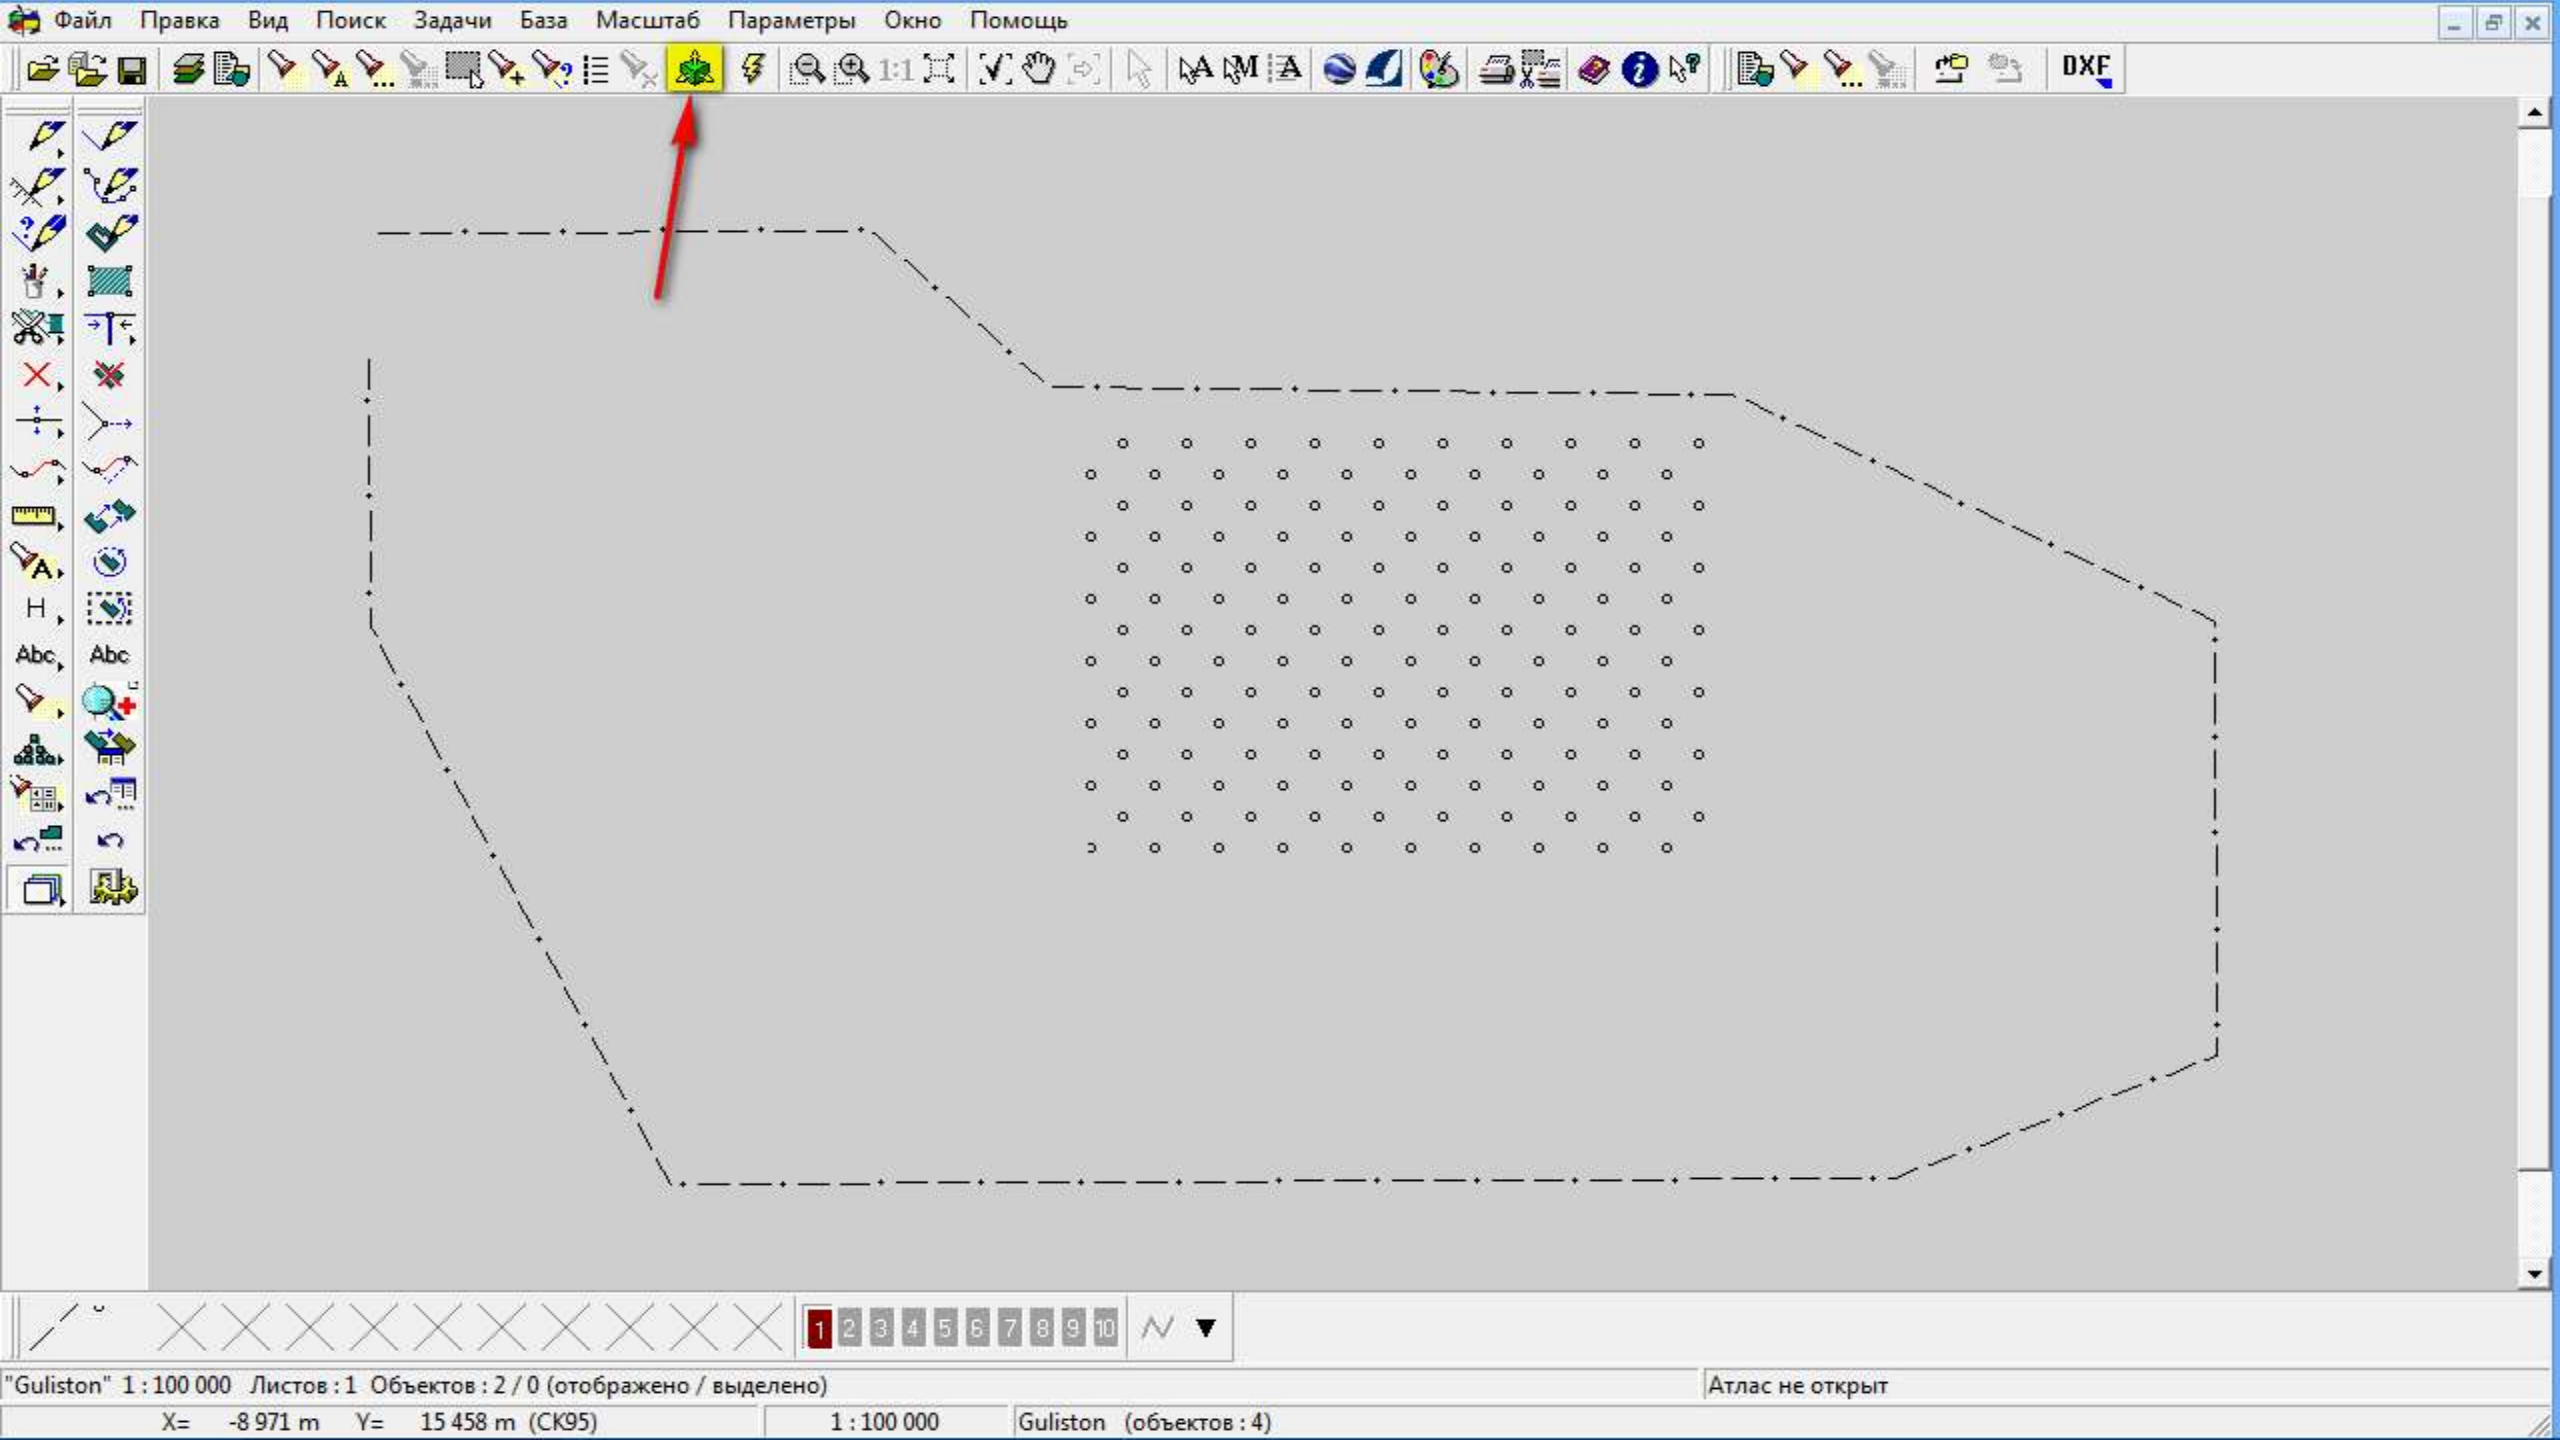 Файл Правка Вид Поиск Задачи База Масштаб Параметры Окно Помощь
A 1:1 A M A DXF
A
H
Abc Abc
1 2 3 4 5 6 7 8 9 10
"Guliston" 1 : 100 000 Листов : 1 Объектов : 2 / 0 (отображено / выделено) Атлас не открыт
X= -8 971 m Y= 15 458 m (СК95) 1 : 100 000 Guliston (объектов : 4)